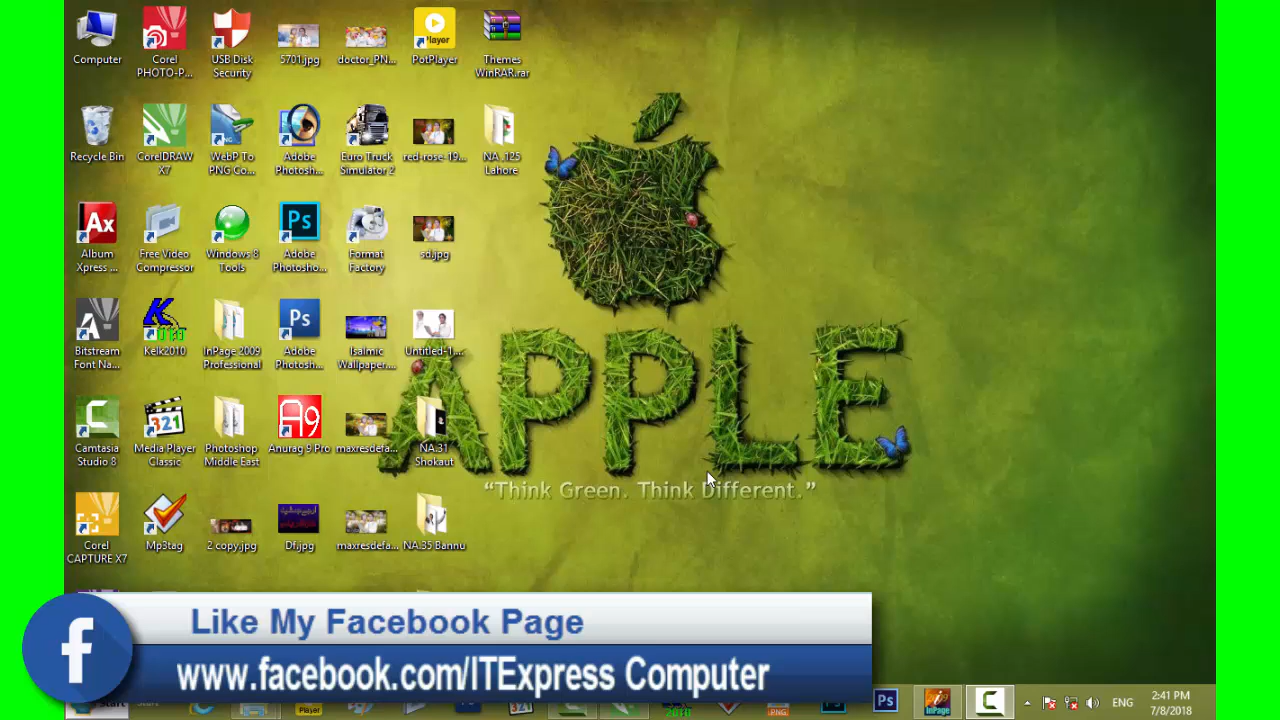 Computer
Corel PHOTO-P...
USB Disk Security
5701.jpg
doctor_PN...
PotPlayer
Themes WinRAR.rar
Recycle Bin
CorelDRAW X7
WebP To PNG Co...
Adobe Photosh...
Euro Truck Simulator 2
red-rose-19...
NA .125 Lahore
Album Xpress ...
Free Video Compressor
Windows 8 Tools
Adobe Photosho...
Format Factory
sd.jpg
Bitstream Font Na...
Kelk2010
InPage 2009 Professional
Adobe Photosh...
Isalmic Wallpaper....
Untitled-1....
APPLE
Camtasia Studio 8
Media Player Classic
Photoshop Middle East
Anurag 9 Pro
maxresdefa...
NA.31 Shokaut
“Think Green. Think Different.”
Corel CAPTURE X7
Mp3tag
2 copy.jpg
Df.jpg
maxresdefa...
NA.35 Bannu
Like My Facebook Page
www.facebook.com/ITExpress Computer
ENG
2:41 PM
7/8/2018